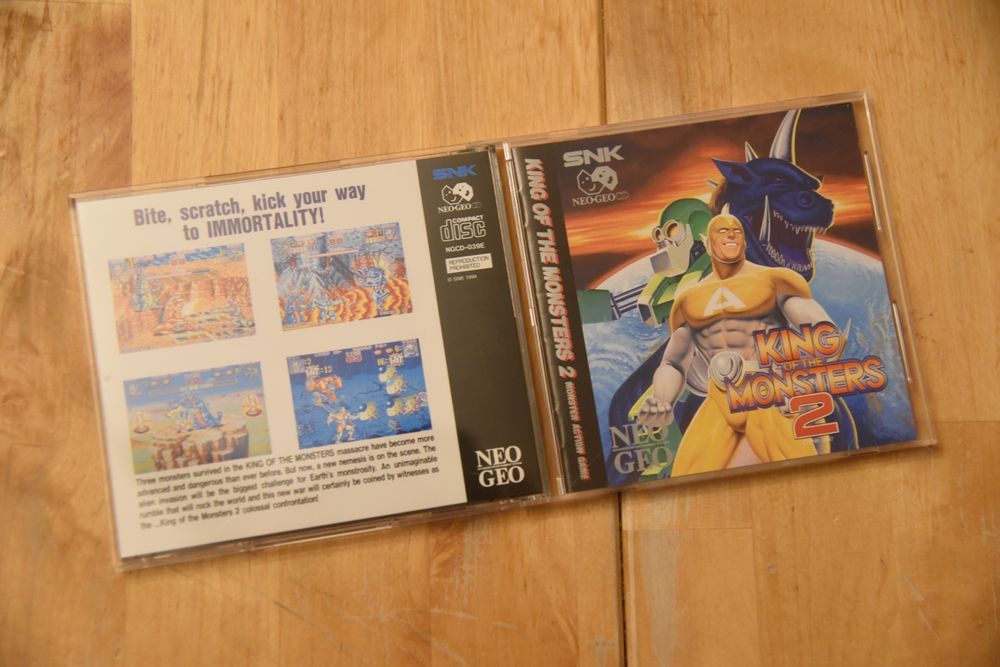 Bite, scratch, kick your way
to IMMORTALITY!
Three monsters survived in the KING OF THE MONSTERS massacre have become more
advanced and dangerous than ever before. But now, a new nemesis is on the scene. The
alien invasion will be the biggest challenge for Earth's monstrosity. An unimaginable
rumble that will rock the world and this new war will certainly be coined by witnesses as
the ...King of the Monsters 2 colossal confrontation!
SNK
NEO·GEO CD
COMPACT
disc
NGCD-039E
REPRODUCTION
PROHIBITED
© SNK 1994
NEO
GEO
KING OF THE MONSTERS 2 MONSTER ACTION GAME
SNK
NEO·GEO CD
A
KING
OF THE
MONSTERS
2
NEO
GEO